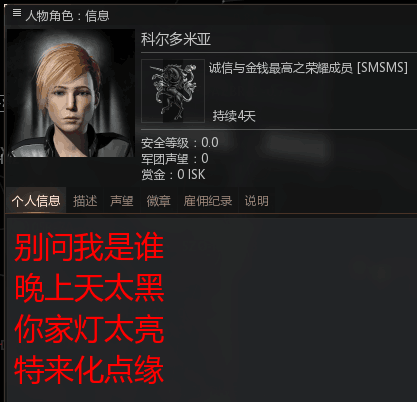 人物角色：信息
科尔多米亚
诚信与金钱最高之荣耀成员 [SMSMS]
持续4天
安全等级：0.0
军团声望：0
赏金：0 ISK
个人信息 描述 声望 徽章 雇佣纪录 说明
别问我是谁
晚上天太黑
你家灯太亮
特来化点缘